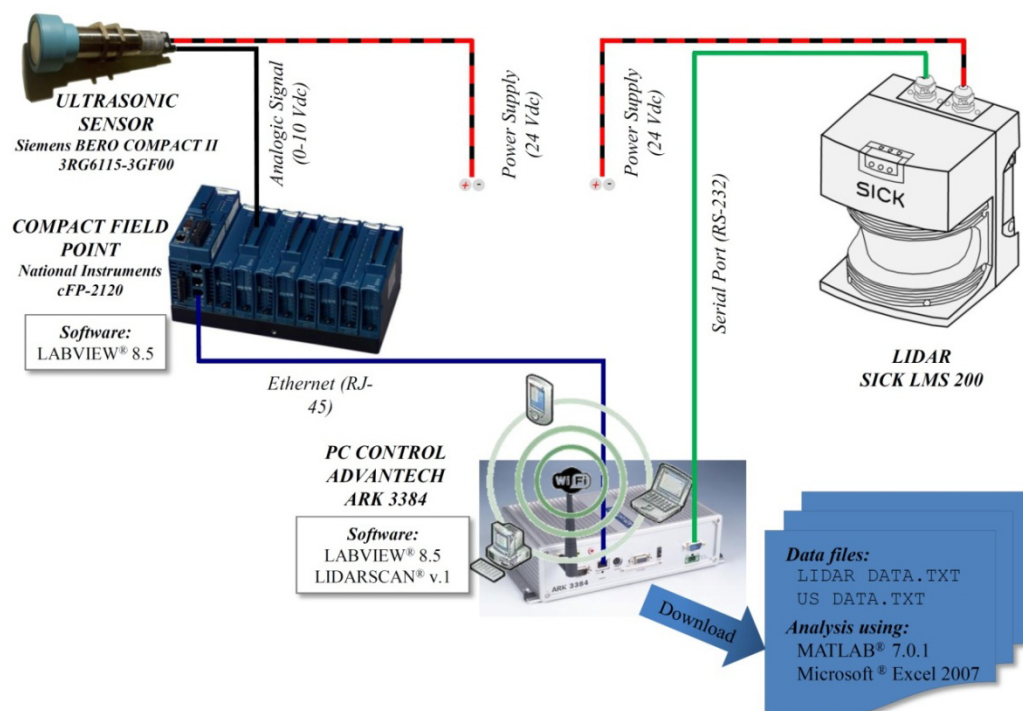 ULTRASONIC
SENSOR
Siemens BERO COMPACT II
3RG6115-3GF00
Analogic Signal
(0-10 Vdc)
Power Supply
(24 Vdc)
Power Supply
(24 Vdc)
Serial Port (RS-232)
SICK
LIDAR
SICK LMS 200
COMPACT FIELD
POINT
National Instruments
cFP-2120
Software:
LABVIEW® 8.5
Ethernet (RJ-
45)
PC CONTROL
ADVANTECH
ARK 3384
Software:
LABVIEW® 8.5
LIDARSCAN® v.1
Wi Fi
ARK 3384
Download
Data files:
LIDAR DATA.TXT
US DATA.TXT
Analysis using:
MATLAB® 7.0.1
Microsoft ® Excel 2007